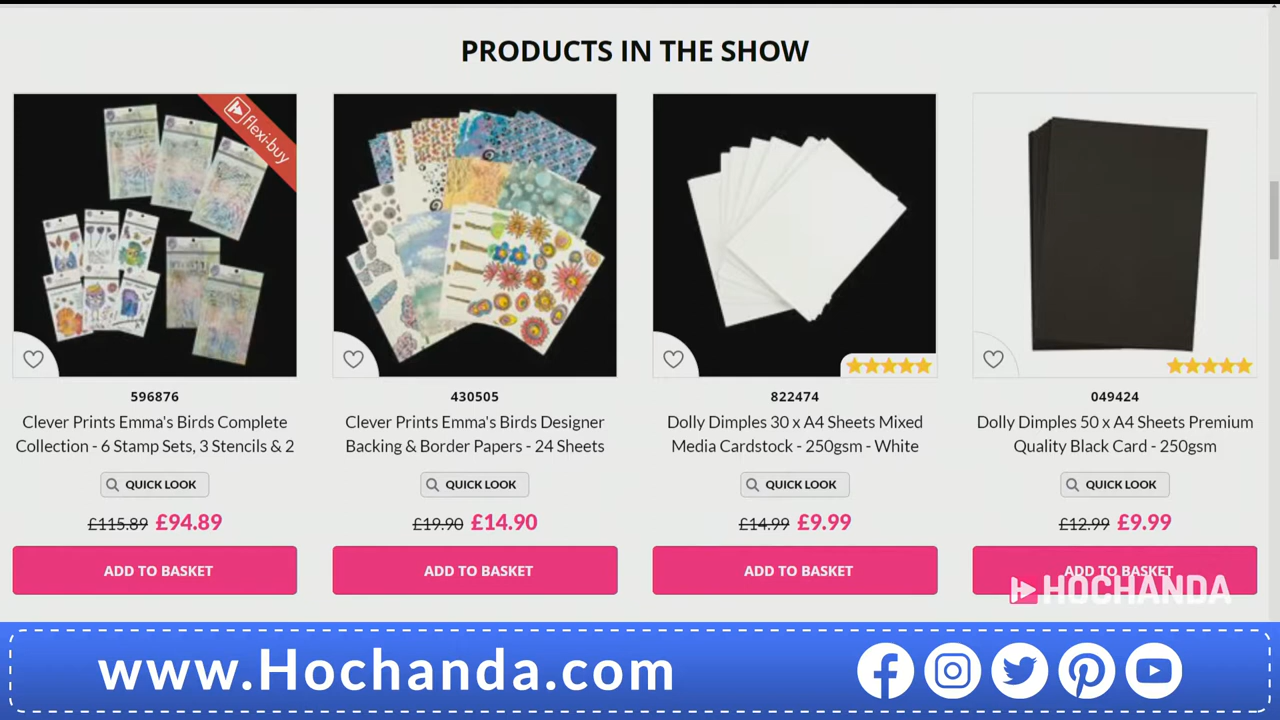 PRODUCTS IN THE SHOW
flexi-buy
596876
Clever Prints Emma's Birds Complete
Collection - 6 Stamp Sets, 3 Stencils & 2
QUICK LOOK
£115.89 £94.89
ADD TO BASKET
430505
Clever Prints Emma's Birds Designer
Backing & Border Papers - 24 Sheets
QUICK LOOK
£19.90 £14.90
ADD TO BASKET
822474
Dolly Dimples 30 x A4 Sheets Mixed
Media Cardstock - 250gsm - White
QUICK LOOK
£14.99 £9.99
ADD TO BASKET
049424
Dolly Dimples 50 x A4 Sheets Premium
Quality Black Card - 250gsm
QUICK LOOK
£12.99 £9.99
ADD TO BASKET
HOCHANDA
www.Hochanda.com